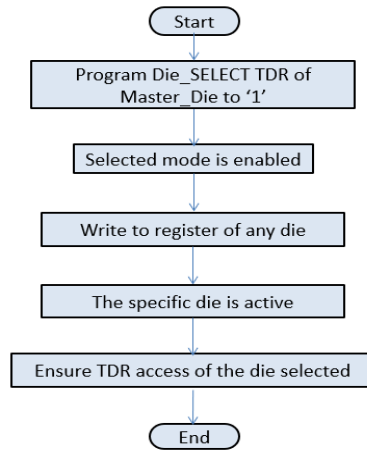 Start
Program Die_SELECT TDR of
Master_Die to ‘1’
Selected mode is enabled
Write to register of any die
The specific die is active
Ensure TDR access of the die selected
End